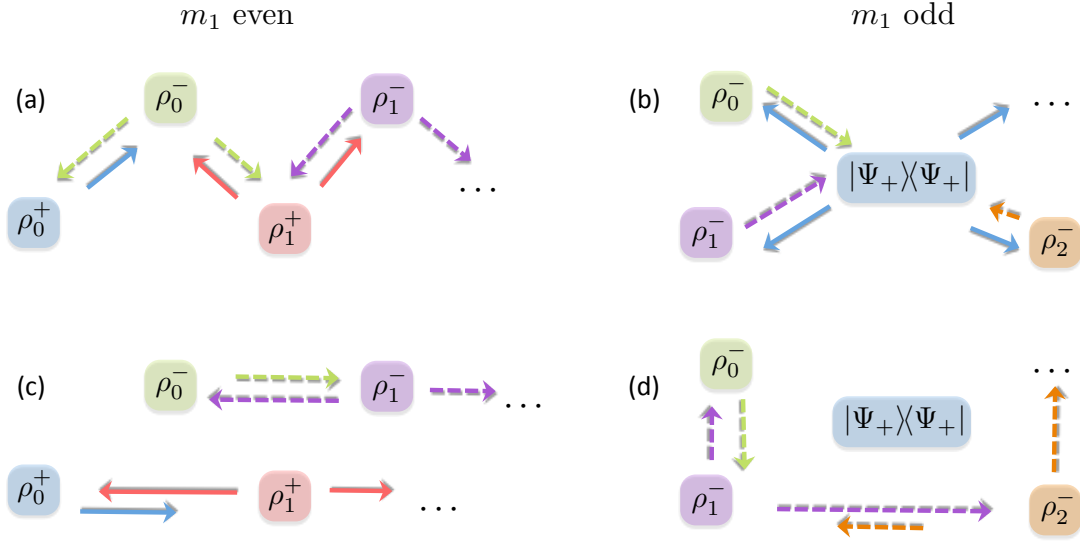 m₁ even
m₁ odd
(a)
ρ₀⁻
ρ₁⁻
ρ₀⁺
ρ₁⁺
...
(b)
ρ₀⁻
...
|Ψ₊⟩⟨Ψ₊|
ρ₁⁻
ρ₂⁻
(c)
ρ₀⁻
ρ₁⁻
...
ρ₀⁺
ρ₁⁺
...
(d)
ρ₀⁻
...
|Ψ₊⟩⟨Ψ₊|
ρ₁⁻
ρ₂⁻